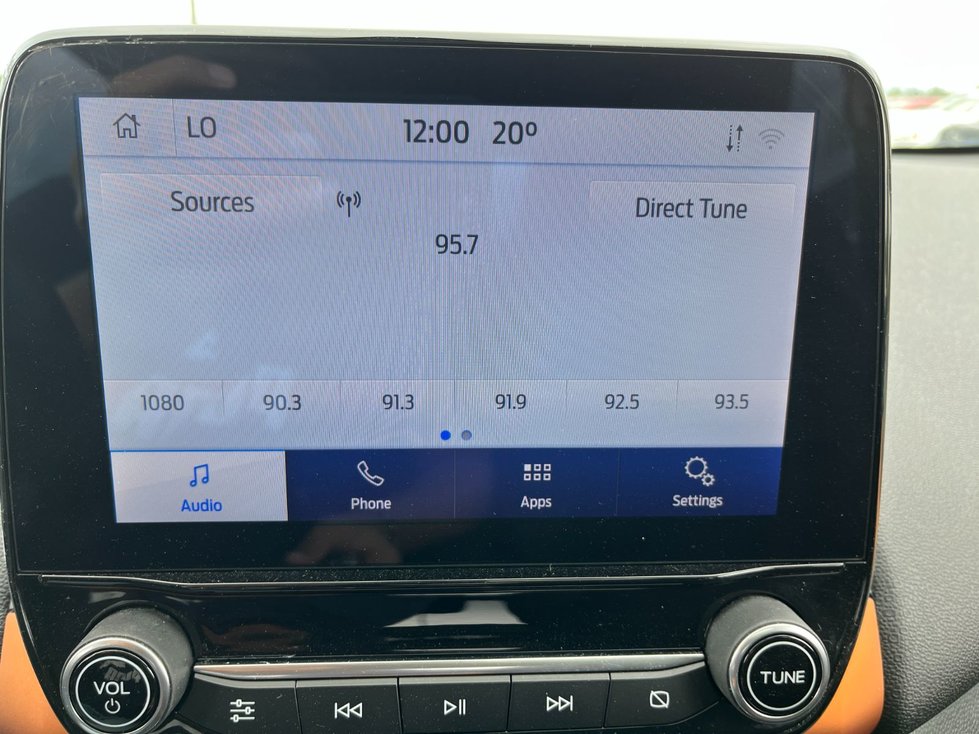 LO 12:00 20º
Sources Direct Tune
95.7
1080 90.3 91.3 91.9 92.5 93.5
Audio Phone Apps Settings
VOL TUNE